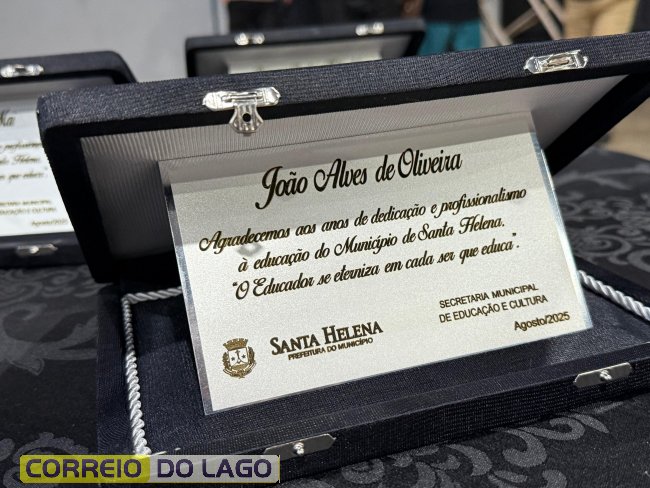 João Alves de Oliveira
Agradecemos aos anos de dedicação e profissionalismo
à educação do Município de Santa Helena.
"O Educador se eterniza em cada ser que educa".
SECRETARIA MUNICIPAL
DE EDUCAÇÃO E CULTURA
Agosto/2025
SANTA HELENA
PREFEITURA DO MUNICÍPIO
Agosto/2025
CORREIO DO LAGO